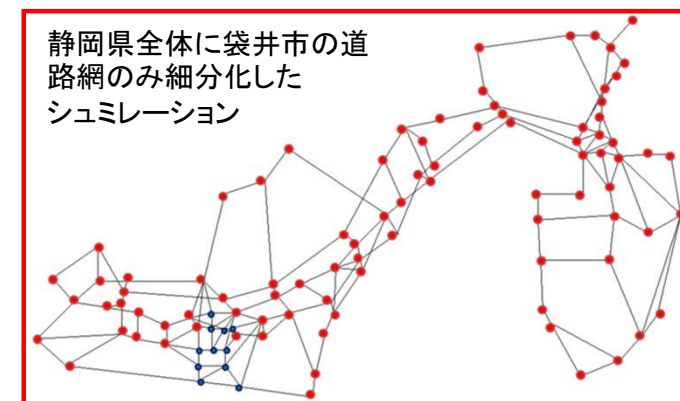 静岡県全体に袋井市の道
路網のみ細分化した
シュミレーション